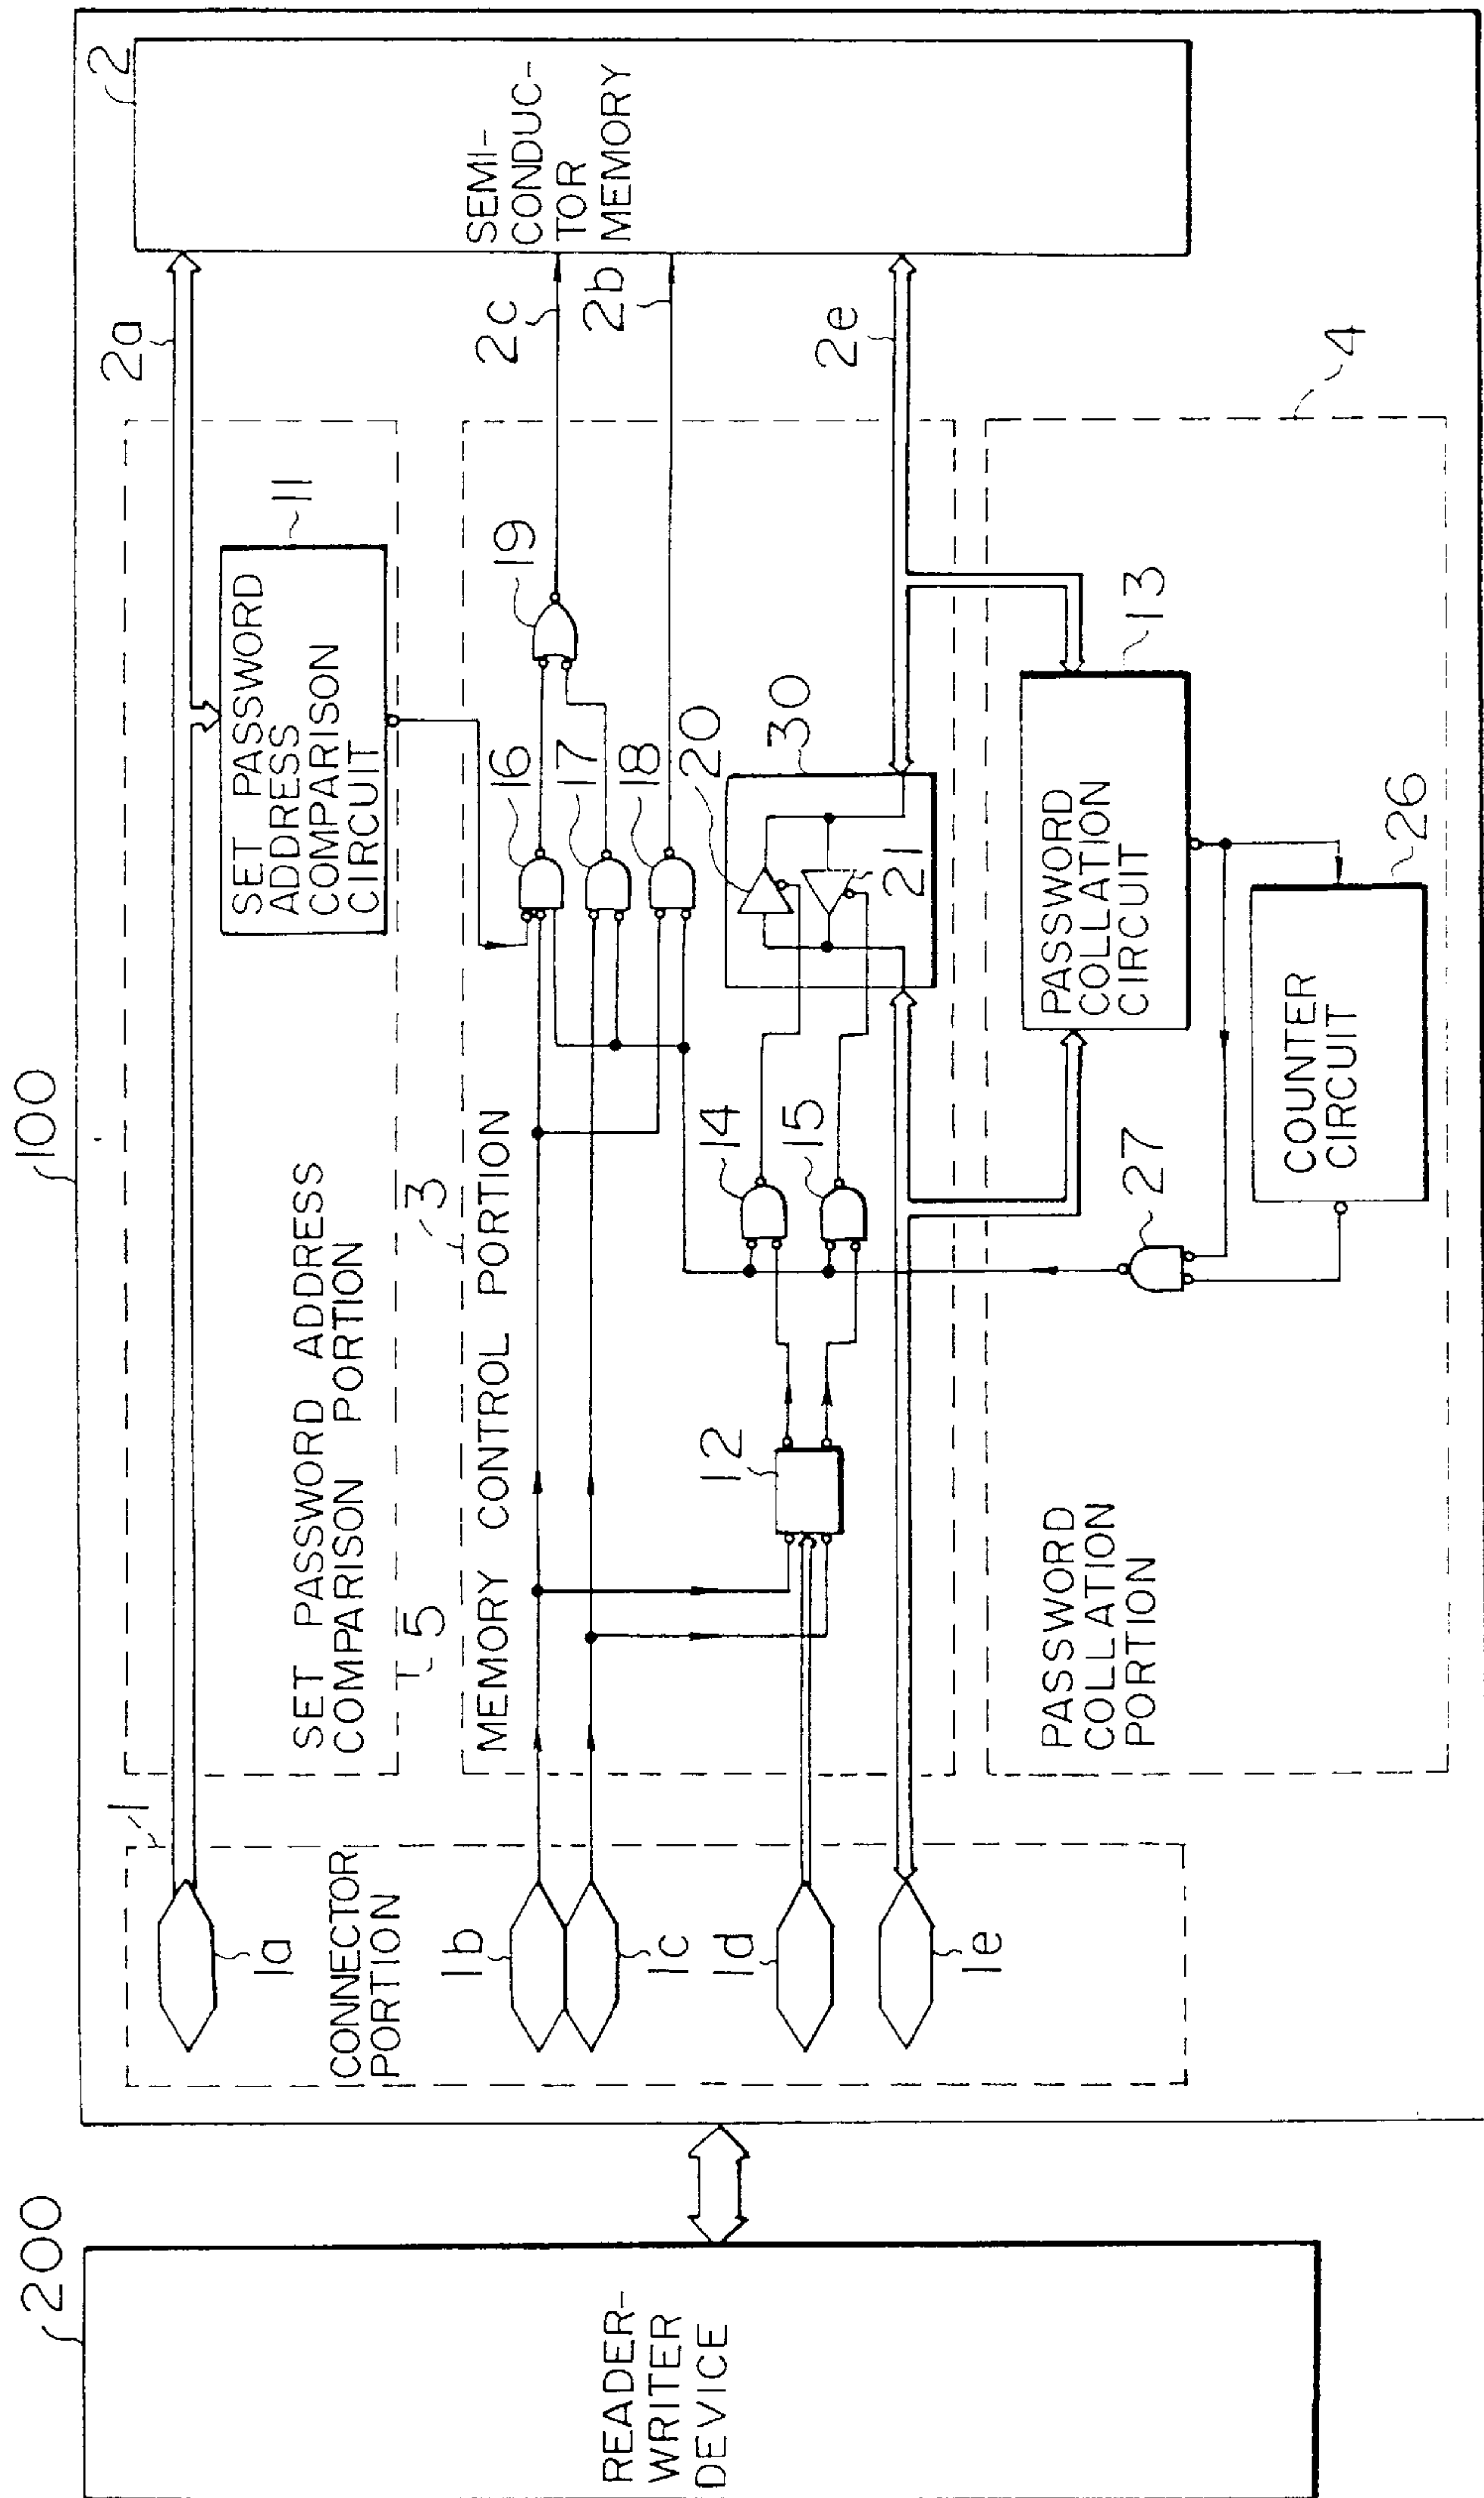 200
READER-
WRITER
DEVICE
100
1
CONNECTOR
PORTION
1a
1b
1c
1d
1e
SET PASSWORD ADDRESS
COMPARISON PORTION
5
3
MEMORY CONTROL PORTION
12
14
15
16
17
18
19
20
21
30
SET PASSWORD
ADDRESS
COMPARISON
CIRCUIT
11
2a
2c
2b
2e
2
SEMI-
CONDUC-
TOR
MEMORY
PASSWORD
COLLATION
PORTION
4
27
PASSWORD
COLLATION
CIRCUIT
13
COUNTER
CIRCUIT
26